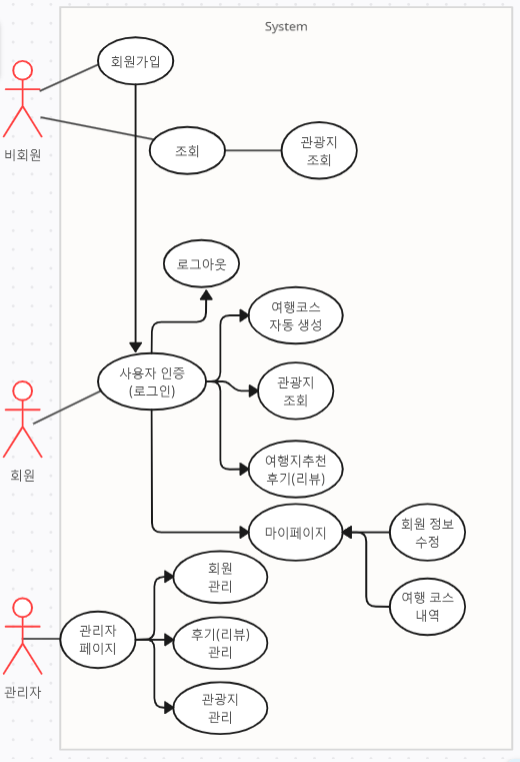 System
회원가입
비회원
조회
관광지
조회
로그아웃
여행코스
자동 생성
사용자 인증
(로그인)
관광지
조회
회원
여행지추천
후기(리뷰)
마이페이지
회원 정보
수정
여행 코스
내역
회원
관리
관리자
페이지
후기(리뷰)
관리
관리자
관광지
관리